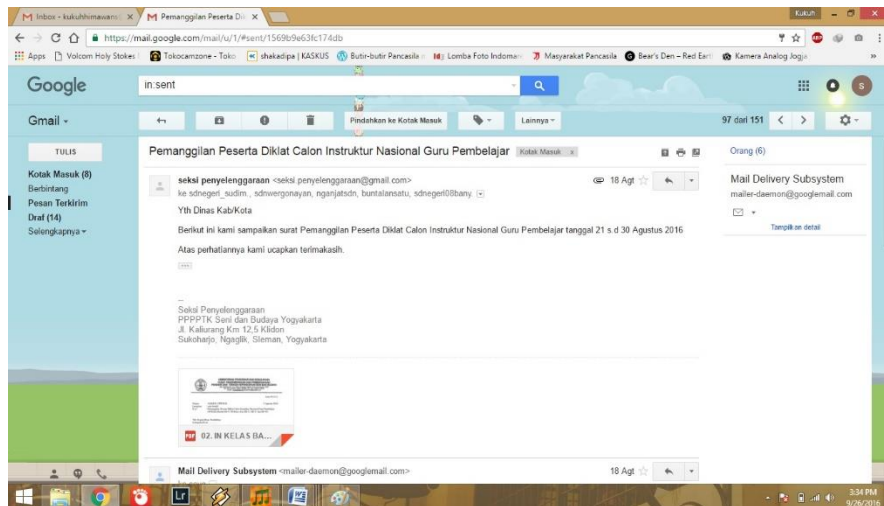 Inbox - kukuhhimawans
Pemanggilan Peserta Dik
Kukuh
https://mail.google.com/mail/u/1/#sent/1569b9e63fc174db
Apps
Volcom Holy Stokes
Tokocamzone - Toko
shakadipa | KASKUS
Butir-butir Pancasila
Lomba Foto Indomar
Masyarakat Pancasila
Bear's Den – Red Eart
Kamera Analog Jogja
Google
in:sent
S
Gmail
Pindahkan ke Kotak Masuk
Lainnya
97 dari 151
TULIS
Kotak Masuk (8)
Berbintang
Pesan Terkirim
Draf (14)
Selengkapnya
Pemanggilan Peserta Diklat Calon Instruktur Nasional Guru Pembelajar
Kotak Masuk x
seksi penyelenggaraan <seksi.penyelenggaraan@gmail.com>
18 Agt
ke sdnegeri_sudim., sdnwergonayan, nganjatsdn, buntalansatu, sdnegeri08bany.
Yth Dinas Kab/Kota
Berikut ini kami sampaikan surat Pemanggilan Peserta Diklat Calon Instruktur Nasional Guru Pembelajar tanggal 21 s.d 30 Agustus 2016
Atas perhatiannya kami ucapkan terimakasih.
--
Seksi Penyelenggaraan
PPPPTK Seni dan Budaya Yogyakarta
Jl. Kaliurang Km 12,5 Klidon
Sukoharjo, Ngaglik, Sleman, Yogyakarta
PDF 02. IN KELAS BA...
Mail Delivery Subsystem <mailer-daemon@googlemail.com>
18 Agt
Orang (6)
Mail Delivery Subsystem
mailer-daemon@googlemail.com
Tampilkan detail
Lr
3:34 PM
9/26/2016